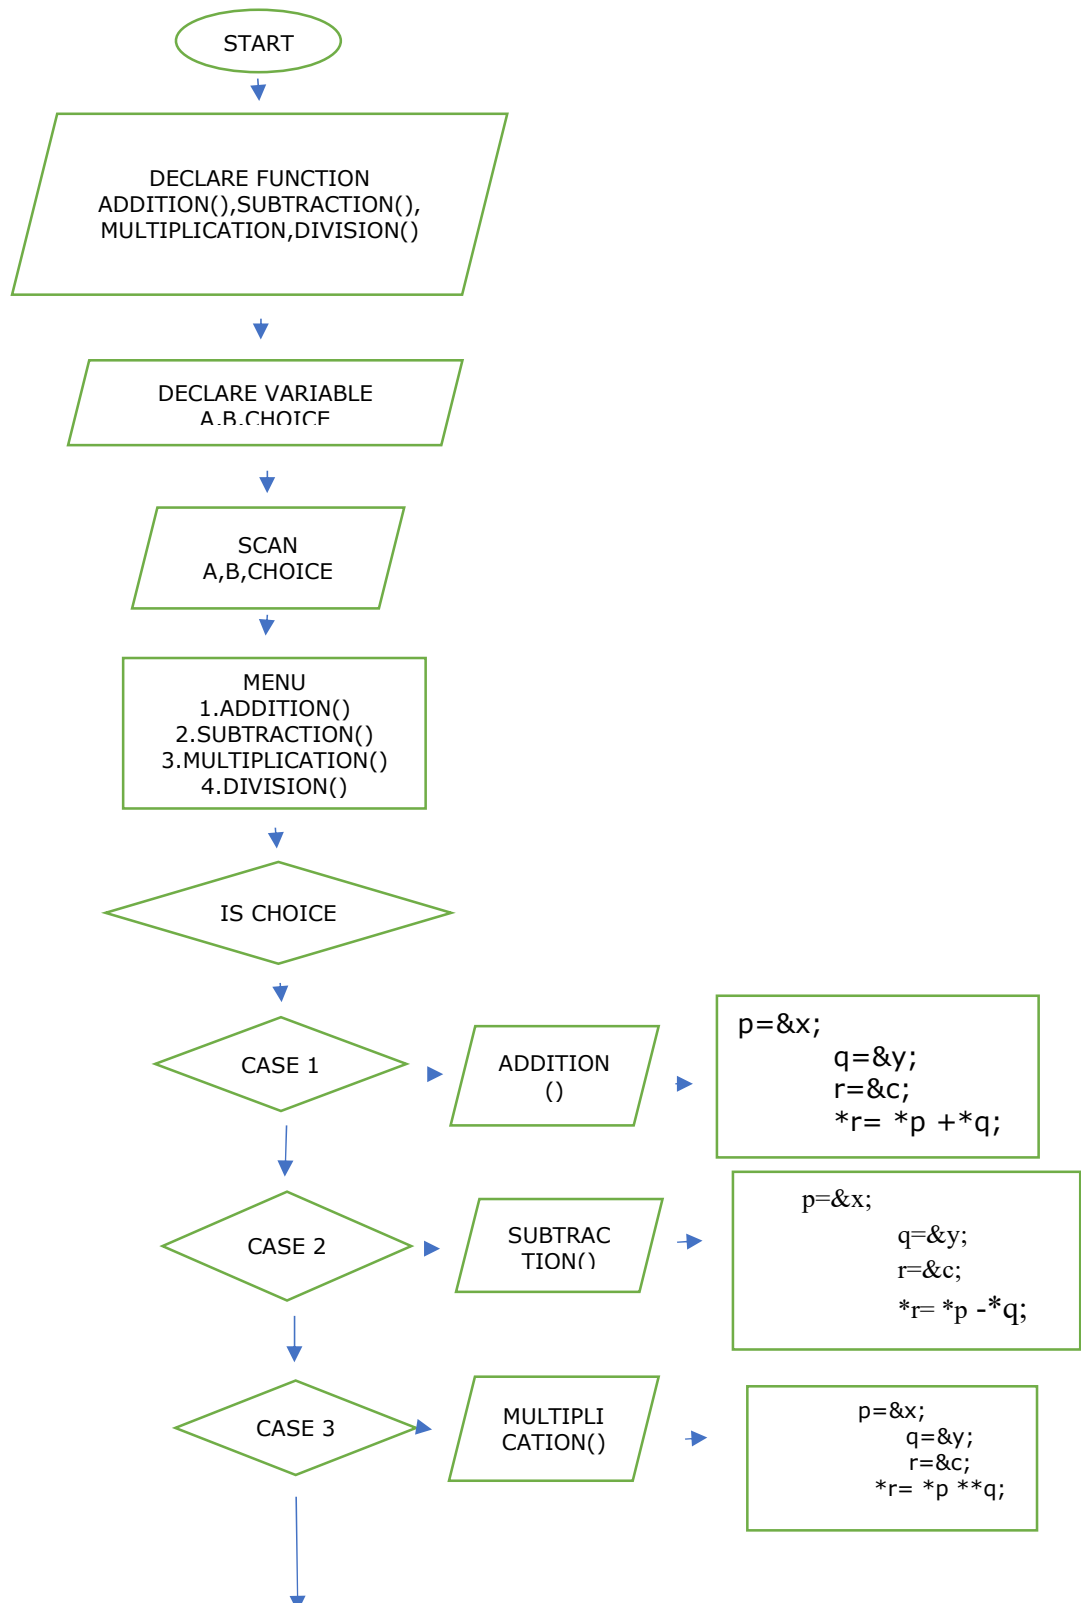 START
DECLARE FUNCTION
ADDITION(),SUBTRACTION(),
MULTIPLICATION,DIVISION()
DECLARE VARIABLE
A,B,CHOICE
SCAN
A,B,CHOICE
MENU
1.ADDITION()
2.SUBTRACTION()
3.MULTIPLICATION()
4.DIVISION()
IS CHOICE
CASE 1
ADDITION
()
p=&x;
q=&y;
r=&c;
*r= *p +*q;
CASE 2
SUBTRAC
TION()
p=&x;
q=&y;
r=&c;
*r= *p -*q;
CASE 3
MULTIPLI
CATION()
p=&x;
q=&y;
r=&c;
*r= *p **q;